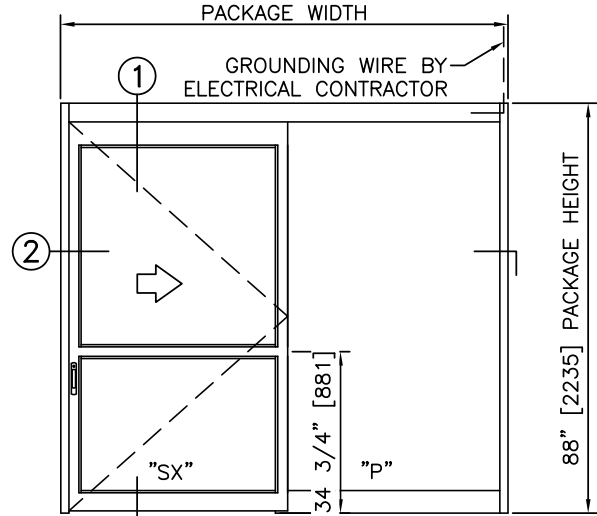 PACKAGE WIDTH
GROUNDING WIRE BY
ELECTRICAL CONTRACTOR
1
2
88" [2235] PACKAGE HEIGHT
34 3/4" [881]
"SX"
"P"